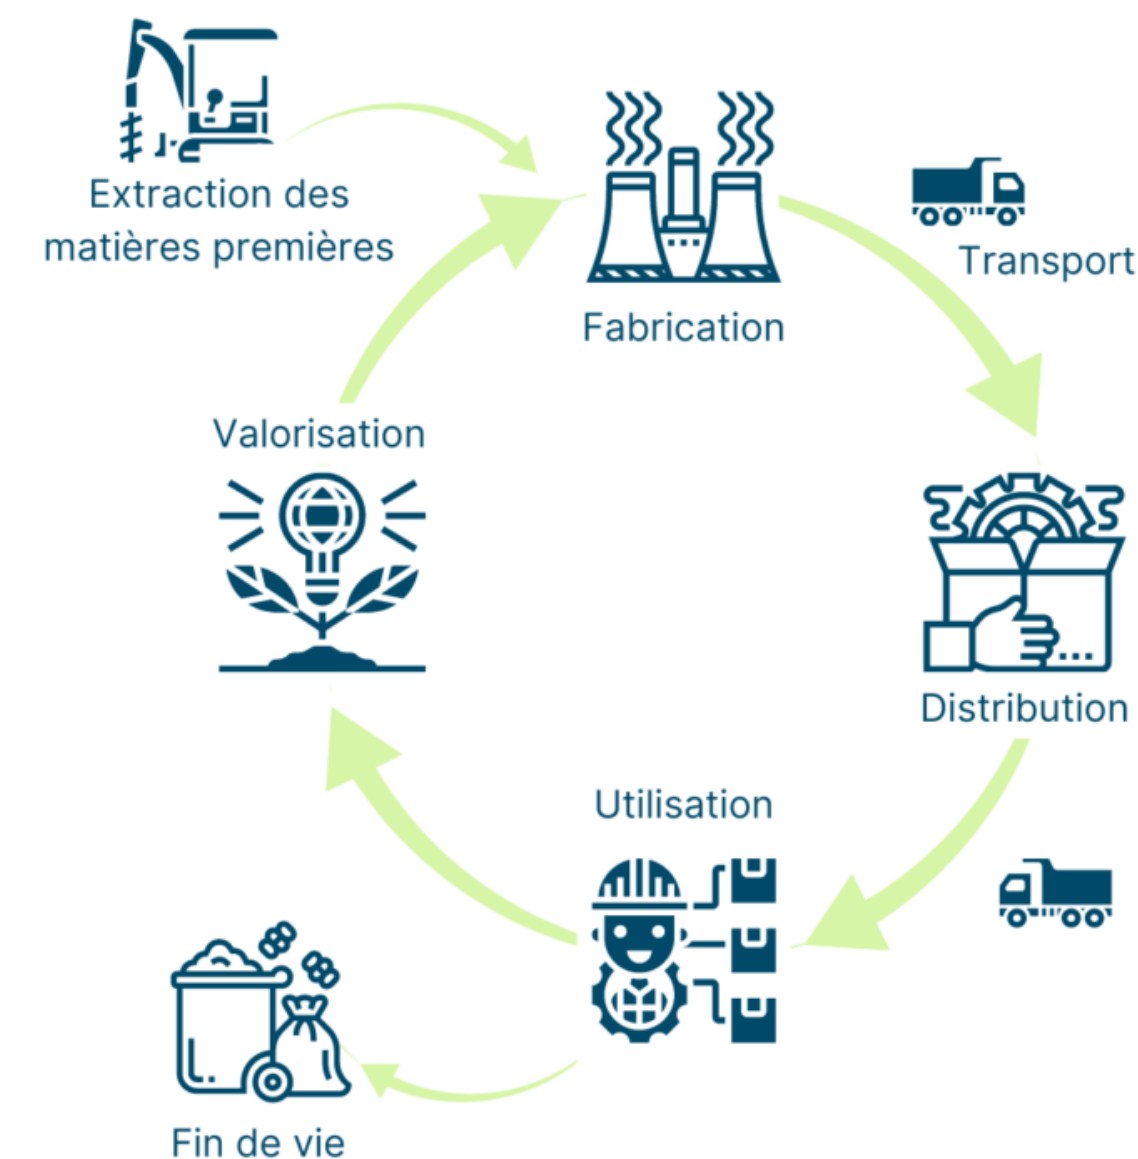 Extraction des
matières premières
Fabrication
Transport
Valorisation
Distribution
Utilisation
Fin de vie